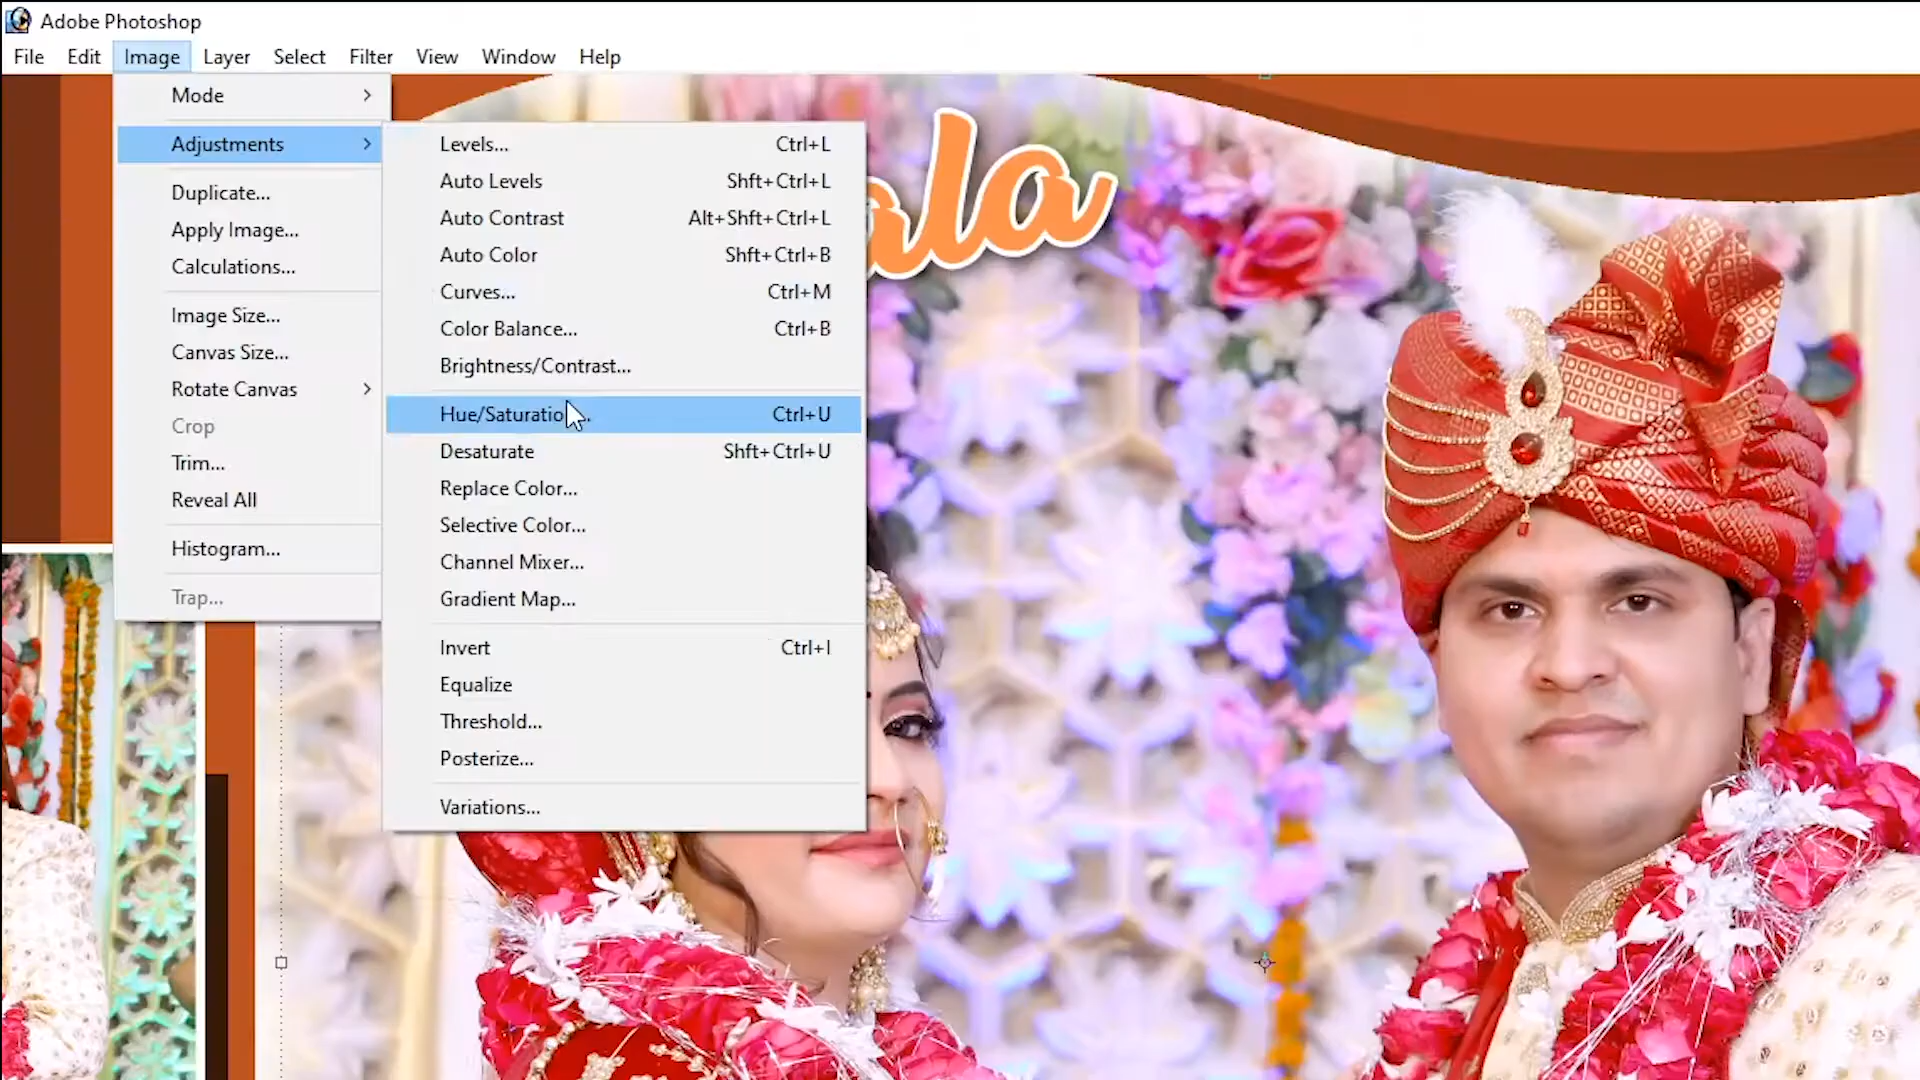 Adobe Photoshop
File Edit Image Layer Select Filter View Window Help
Mode
Adjustments
Duplicate...
Apply Image...
Calculations...
Image Size...
Canvas Size...
Rotate Canvas
Crop
Trim...
Reveal All
Histogram...
Trap...
Levels... Ctrl+L
Auto Levels Shft+Ctrl+L
Auto Contrast Alt+Shft+Ctrl+L
Auto Color Shft+Ctrl+B
Curves... Ctrl+M
Color Balance... Ctrl+B
Brightness/Contrast...
Hue/Saturation... Ctrl+U
Desaturate Shft+Ctrl+U
Replace Color...
Selective Color...
Channel Mixer...
Gradient Map...
Invert Ctrl+I
Equalize
Threshold...
Posterize...
Variations...